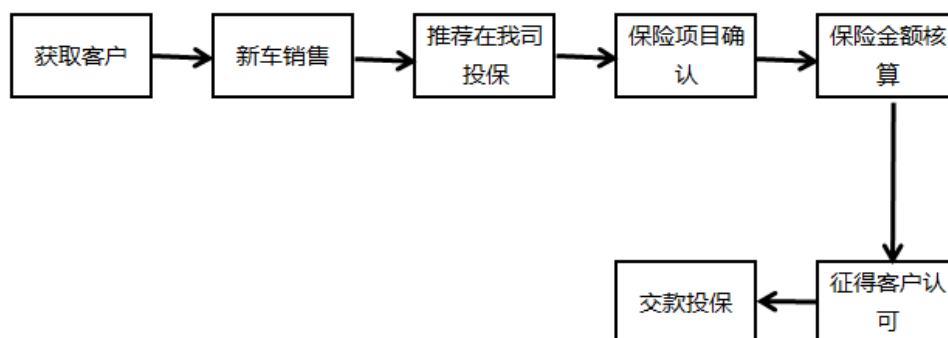 获取客户
新车销售
推荐在我司
投保
保险项目确
认
保险金额核
算
征得客户认
可
交款投保